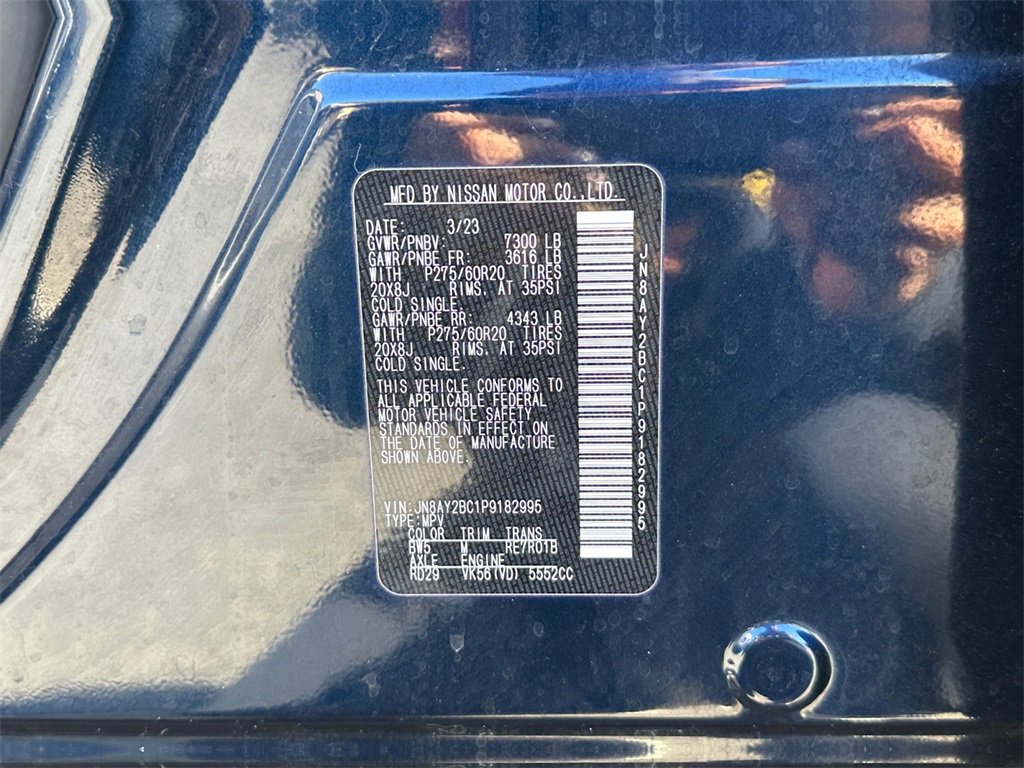 MFD BY NISSAN MOTOR CO.,LTD.
DATE: 3/23
GVWR/PNBV: 7300 LB
GAWR/PNBE FR: 3616 LB
WITH P275/60R20 TIRES
20X8J RIMS. AT 35PSI
COLD SINGLE.
GAWR/PNBE RR: 4343 LB
WITH P275/60R20 TIRES
20X8J RIMS. AT 35PSI
COLD SINGLE.
THIS VEHICLE CONFORMS TO
ALL APPLICABLE FEDERAL
MOTOR VEHICLE SAFETY
STANDARDS IN EFFECT ON
THE DATE OF MANUFACTURE
SHOWN ABOVE.
VIN:JN8AY2BC1P9182995
TYPE:MPV
COLOR TRIM TRANS
BW5 M RE7R01B
AXLE ENGINE
RD29 VK56(VD) 5552CC
JN8AY2BC1P9182995